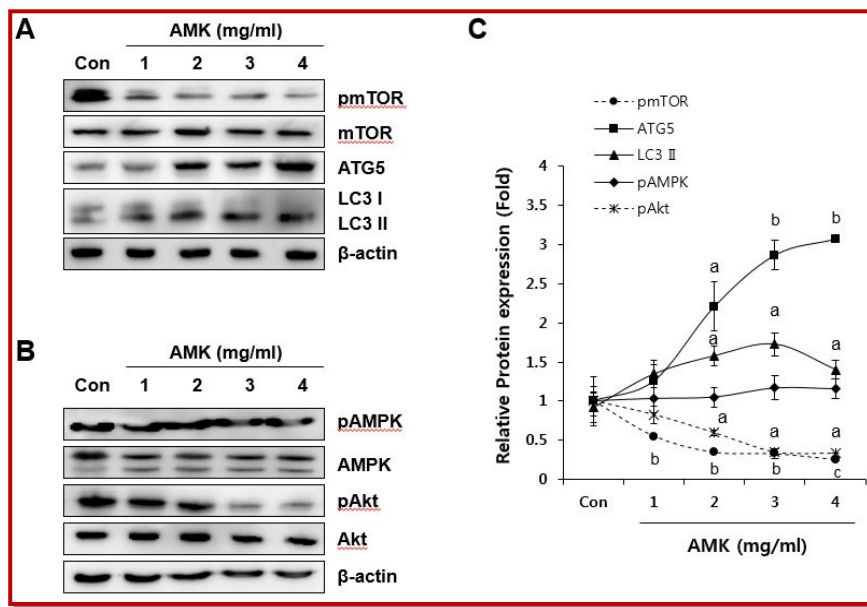 A
AMK (mg/ml)
Con 1 2 3 4
pmTOR
mTOR
ATG5
LC3 I
LC3 II
β-actin
B
AMK (mg/ml)
Con 1 2 3 4
pAMPK
AMPK
pAkt
Akt
β-actin
C
pmTOR
ATG5
LC3 Ⅱ
pAMPK
pAkt
Relative Protein expression (Fold)
4
3.5
3
2.5
2
1.5
1
0.5
0
b
b
a
a
a
a
a
a
a
b
b
b
c
Con 1 2 3 4
AMK (mg/ml)